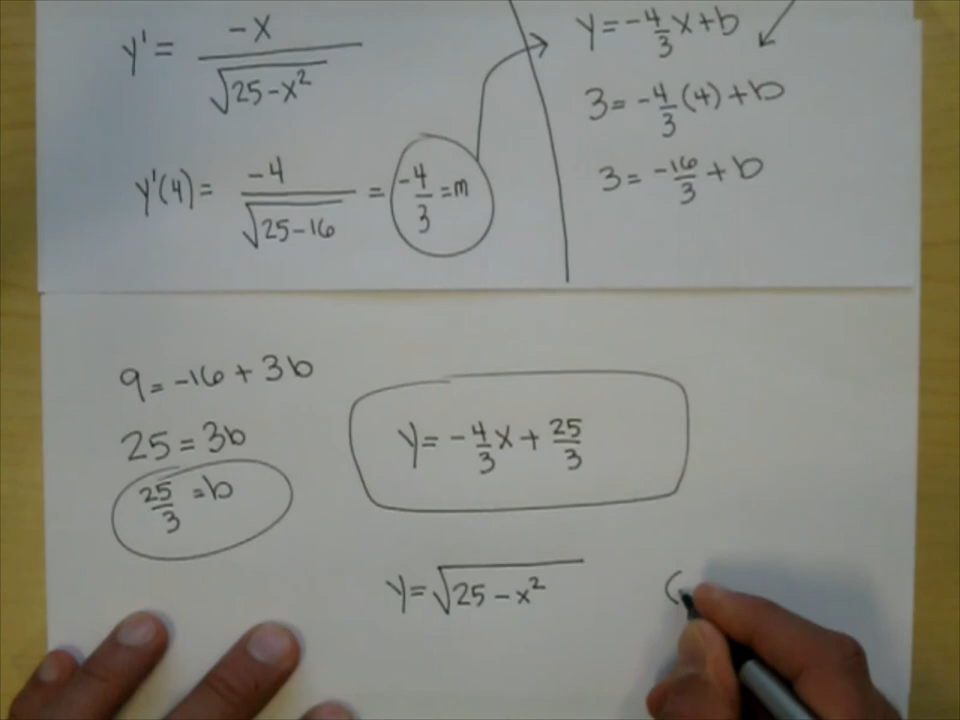 y' = -x / √25-x²
y'(4) = -4 / √25-16 = -4/3 = m
y = -4/3 x + b
3 = -4/3 (4) + b
3 = -16/3 + b
9 = -16 + 3b
25 = 3b
25/3 = b
y = -4/3 x + 25/3
y = √25 - x²
(